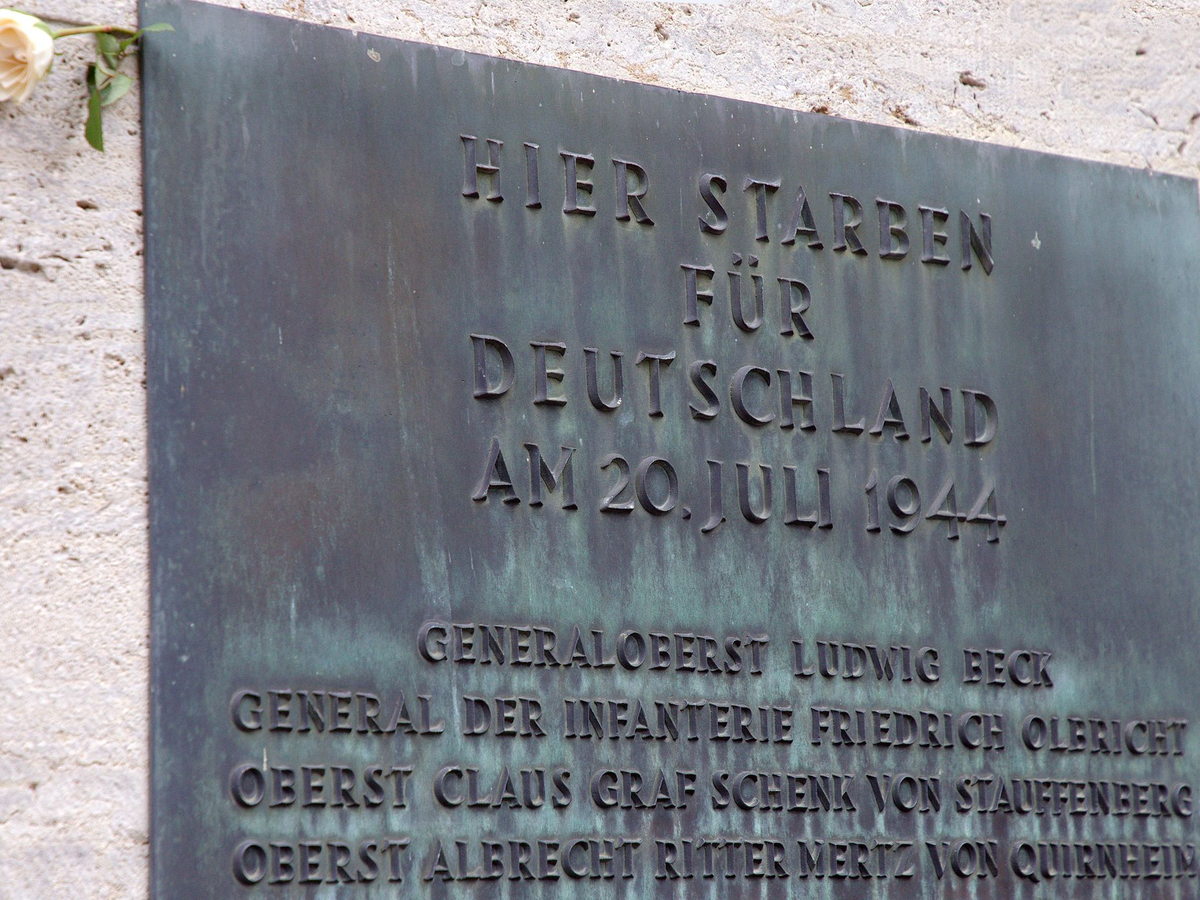 HIER STARBEN
FÜR
DEUTSCHLAND
AM 20. JULI 1944
GENERALOBERST LUDWIG BECK
GENERAL DER INFANTERIE FRIEDRICH OLBRICHT
OBERST CLAUS GRAF SCHENK VON STAUFFENBERG
OBERST ALBRECHT RITTER MERTZ VON QUIRNHEIM